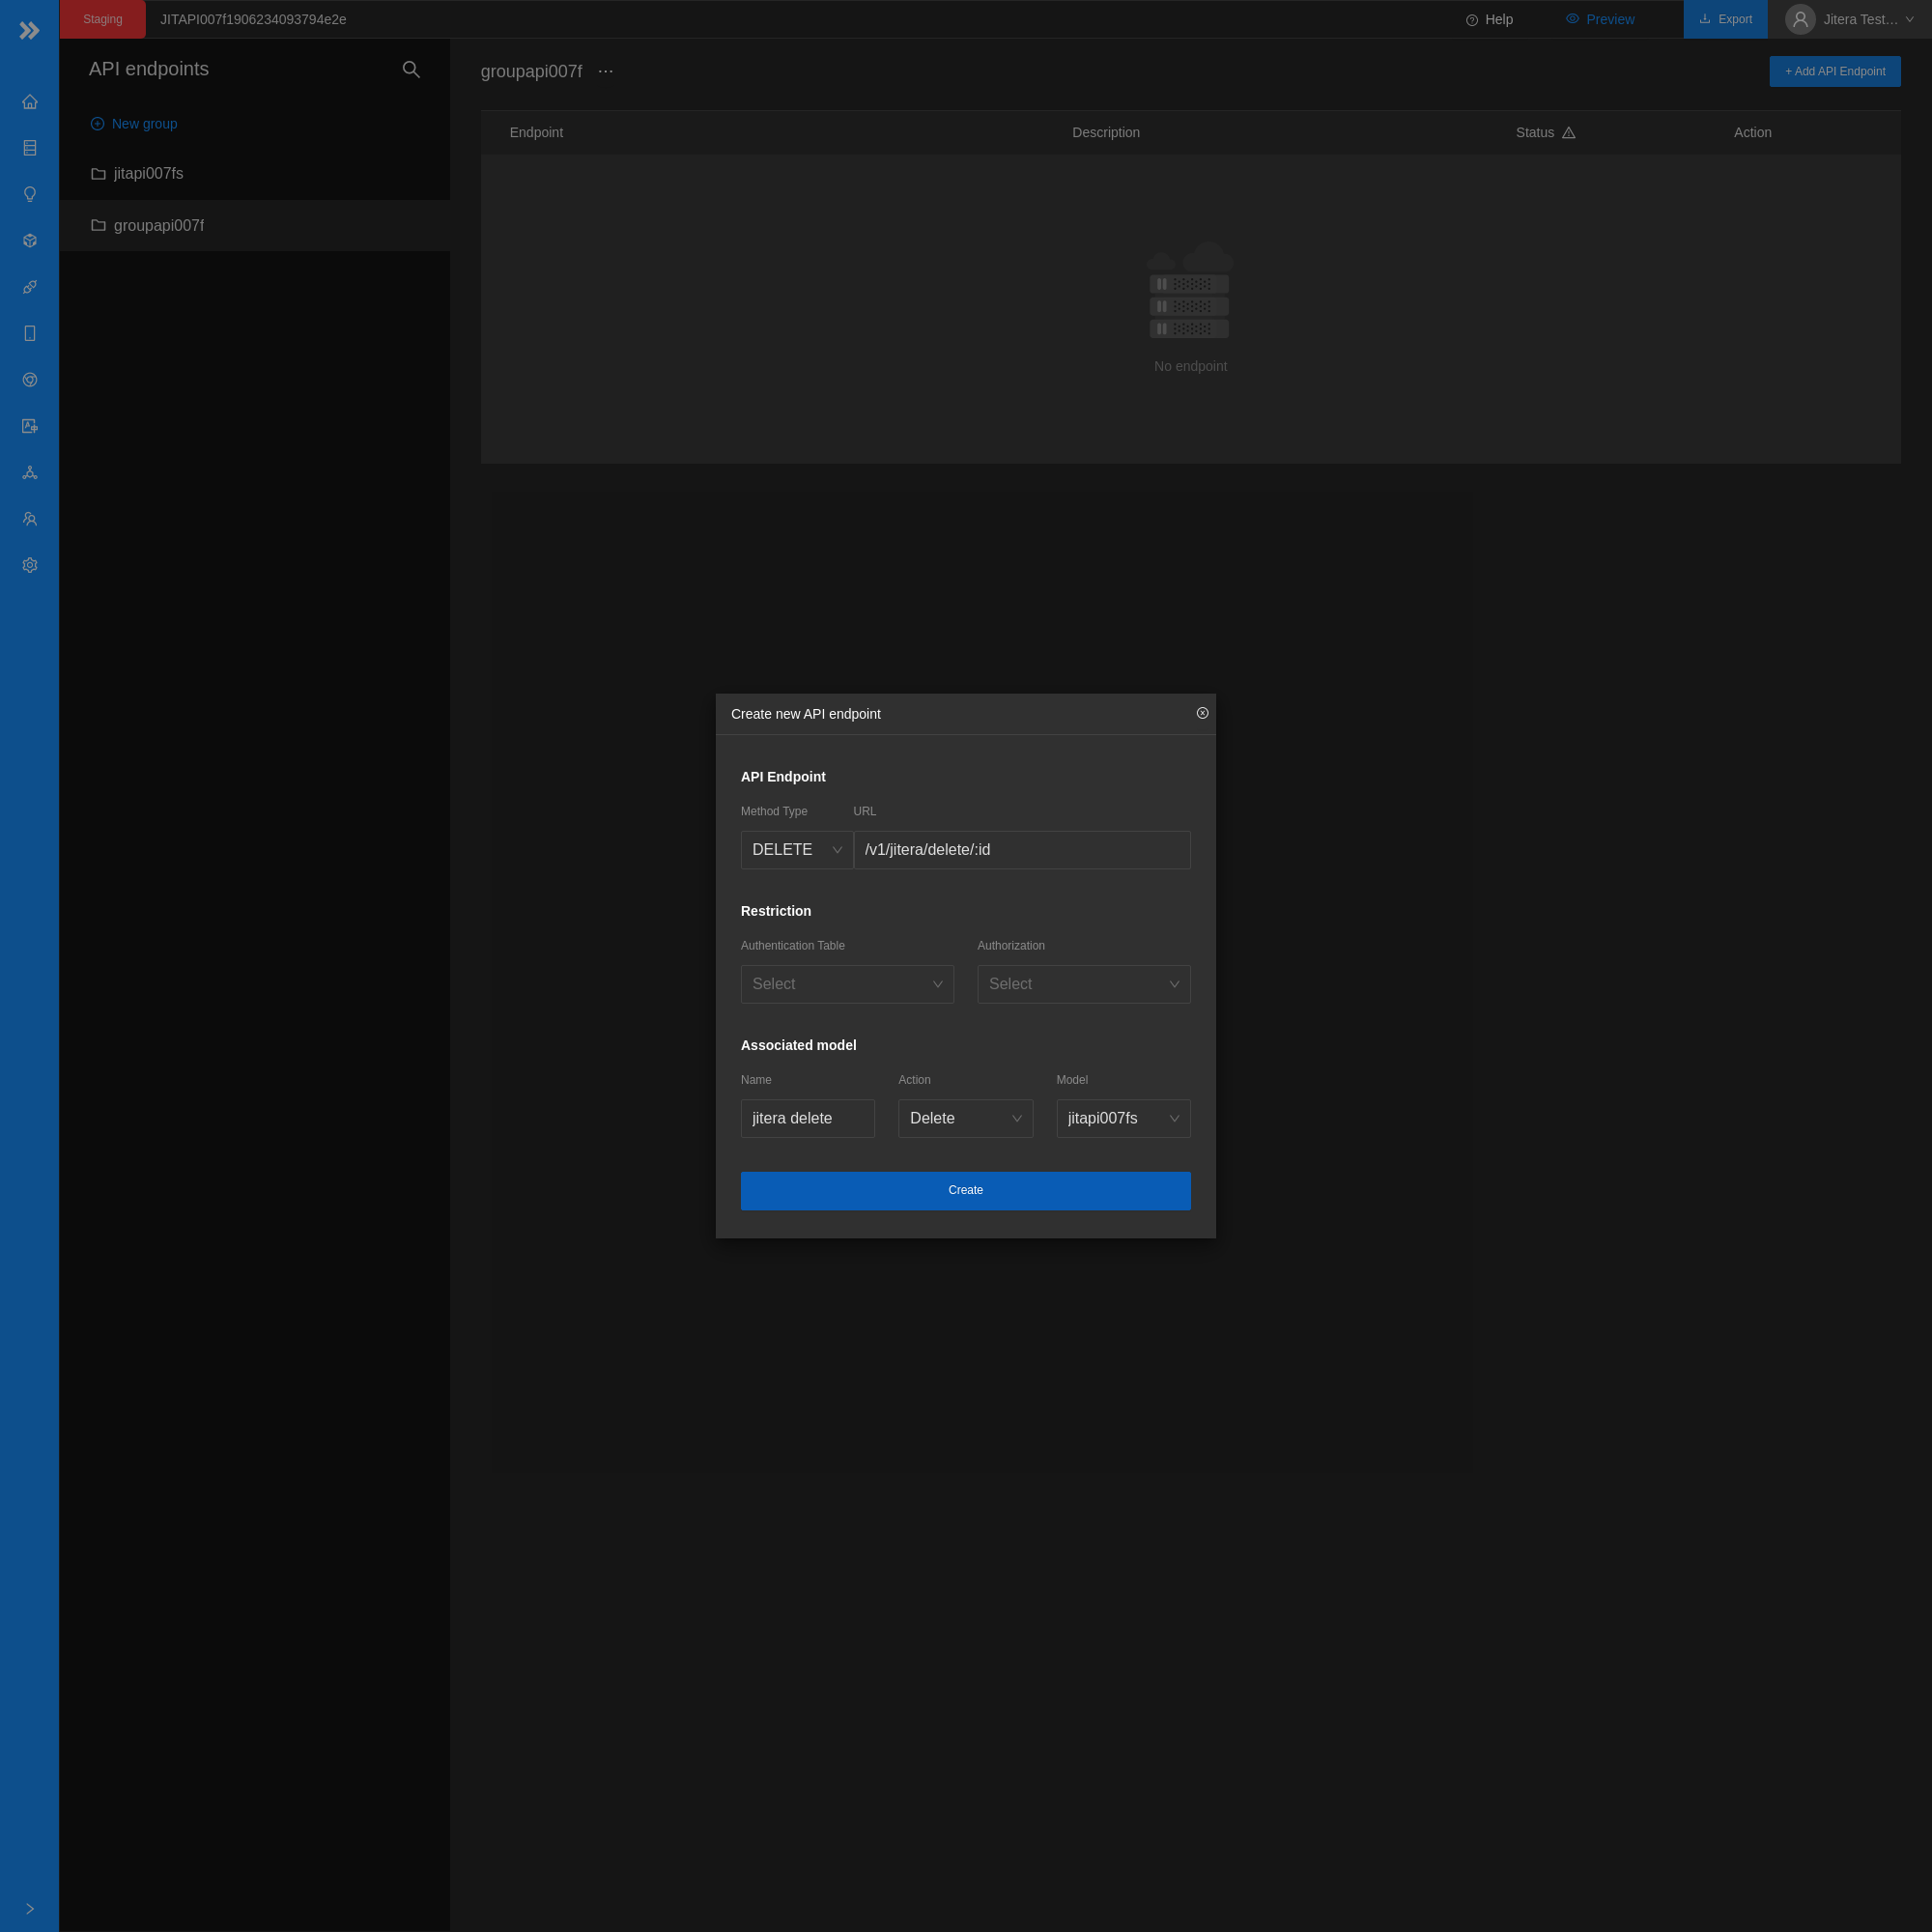 Staging
JITAPI007f1906234093794e2e
Help
Preview
Export
Jitera Test...
API endpoints
New group
jitapi007fs
groupapi007f
groupapi007f
+ Add API Endpoint
Endpoint Description Status Action
No endpoint
Create new API endpoint
API Endpoint
Method Type URL
DELETE /v1/jitera/delete/:id
Restriction
Authentication Table Authorization
Select Select
Associated model
Name Action Model
jitera delete Delete jitapi007fs
Create